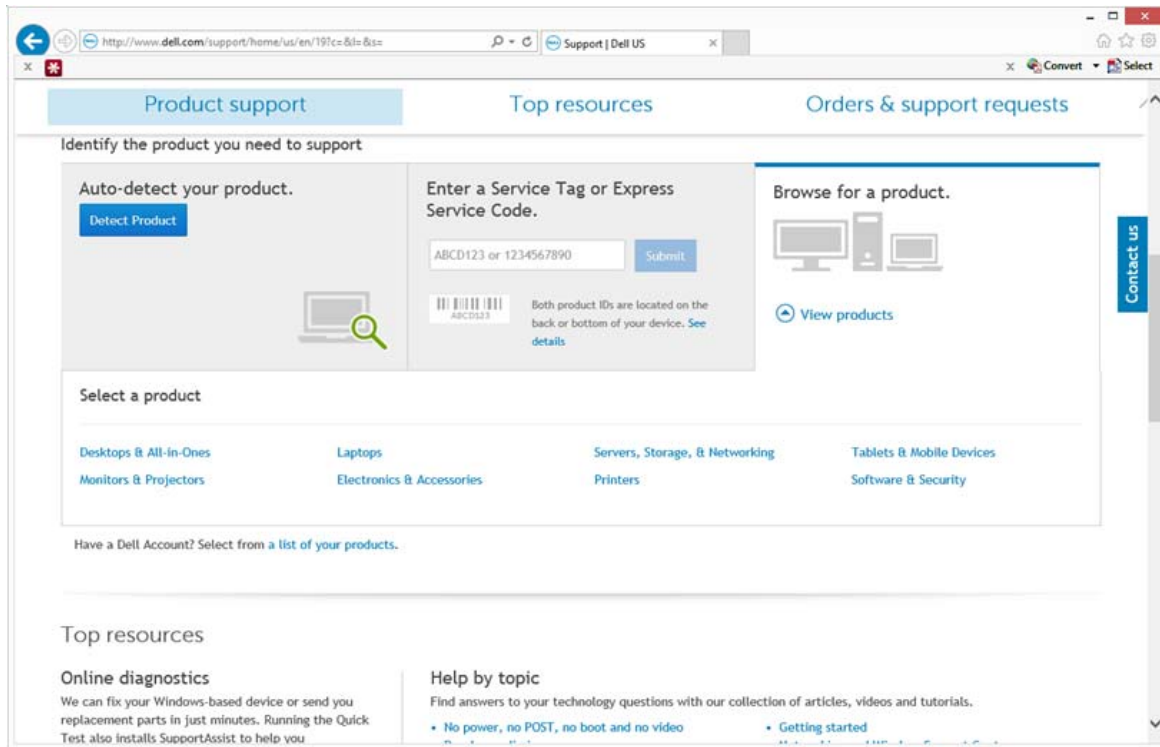 http://www.dell.com/support/home/us/en/19?c=&l=&s=
Support | Dell US
Convert
Select
Product support
Top resources
Orders & support requests
Identify the product you need to support
Auto-detect your product.
Detect Product
Enter a Service Tag or Express
Service Code.
ABCD123 or 1234567890
Submit
ABCD123
Both product IDs are located on the
back or bottom of your device. See
details
Browse for a product.
View products
Contact us
Select a product
Desktops & All-in-Ones
Laptops
Servers, Storage, & Networking
Tablets & Mobile Devices
Monitors & Projectors
Electronics & Accessories
Printers
Software & Security
Have a Dell Account? Select from a list of your products.
Top resources
Online diagnostics
We can fix your Windows-based device or send you
replacement parts in just minutes. Running the Quick
Test also installs SupportAssist to help you
Help by topic
Find answers to your technology questions with our collection of articles, videos and tutorials.
• No power, no POST, no boot and no video
• Getting started